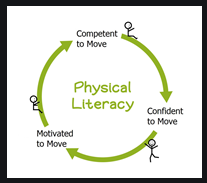 Competent
to Move
Physical
Literacy
Confident
to Move
Motivated
to Move